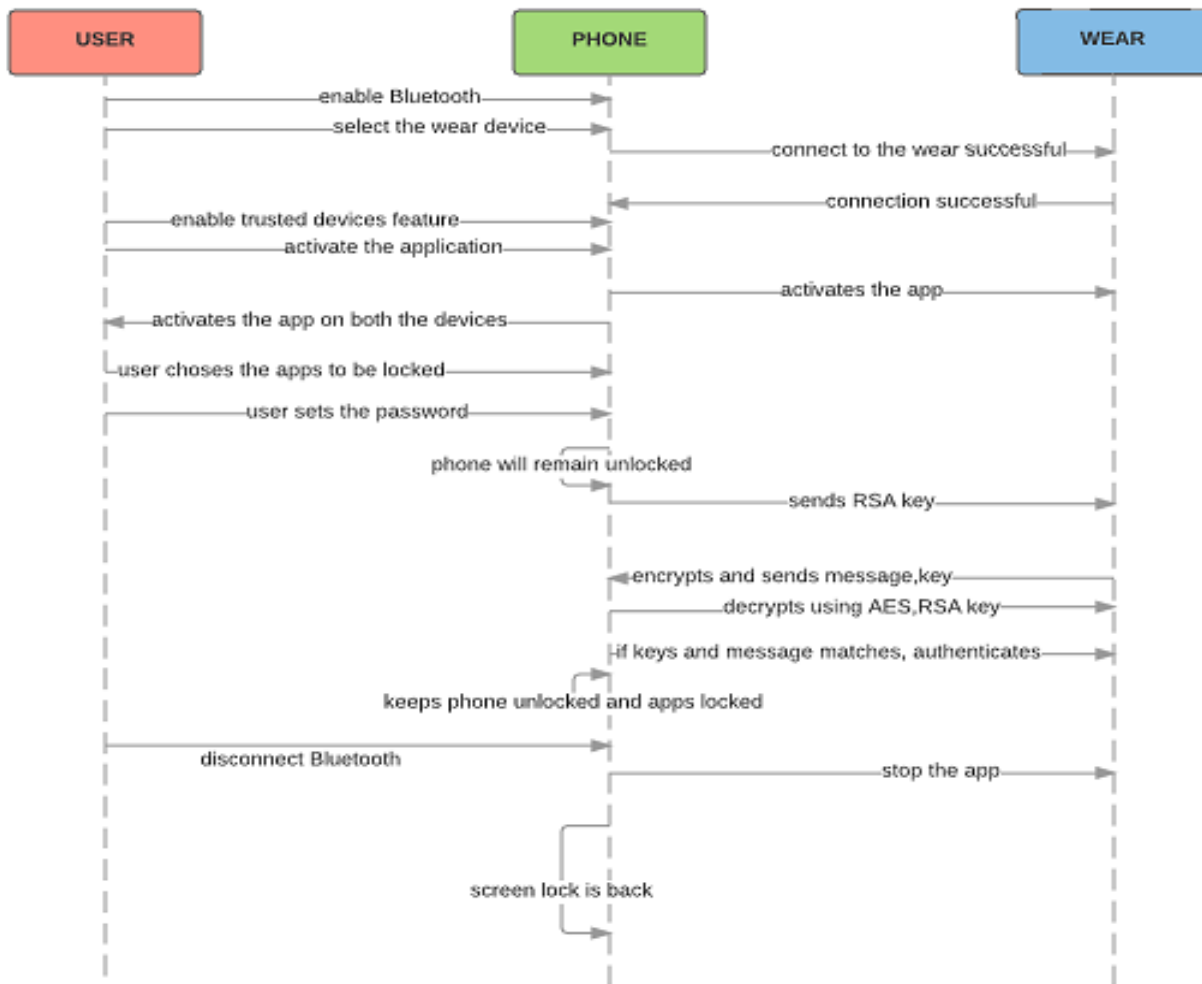 USER
PHONE
WEAR
enable Bluetooth
select the wear device
connect to the wear successful
connection successful
enable trusted devices feature
activate the application
activates the app
activates the app on both the devices
user choses the apps to be locked
user sets the password
phone will remain unlocked
sends RSA key
encrypts and sends message,key
decrypts using AES,RSA key
if keys and message matches, authenticates
keeps phone unlocked and apps locked
disconnect Bluetooth
stop the app
screen lock is back